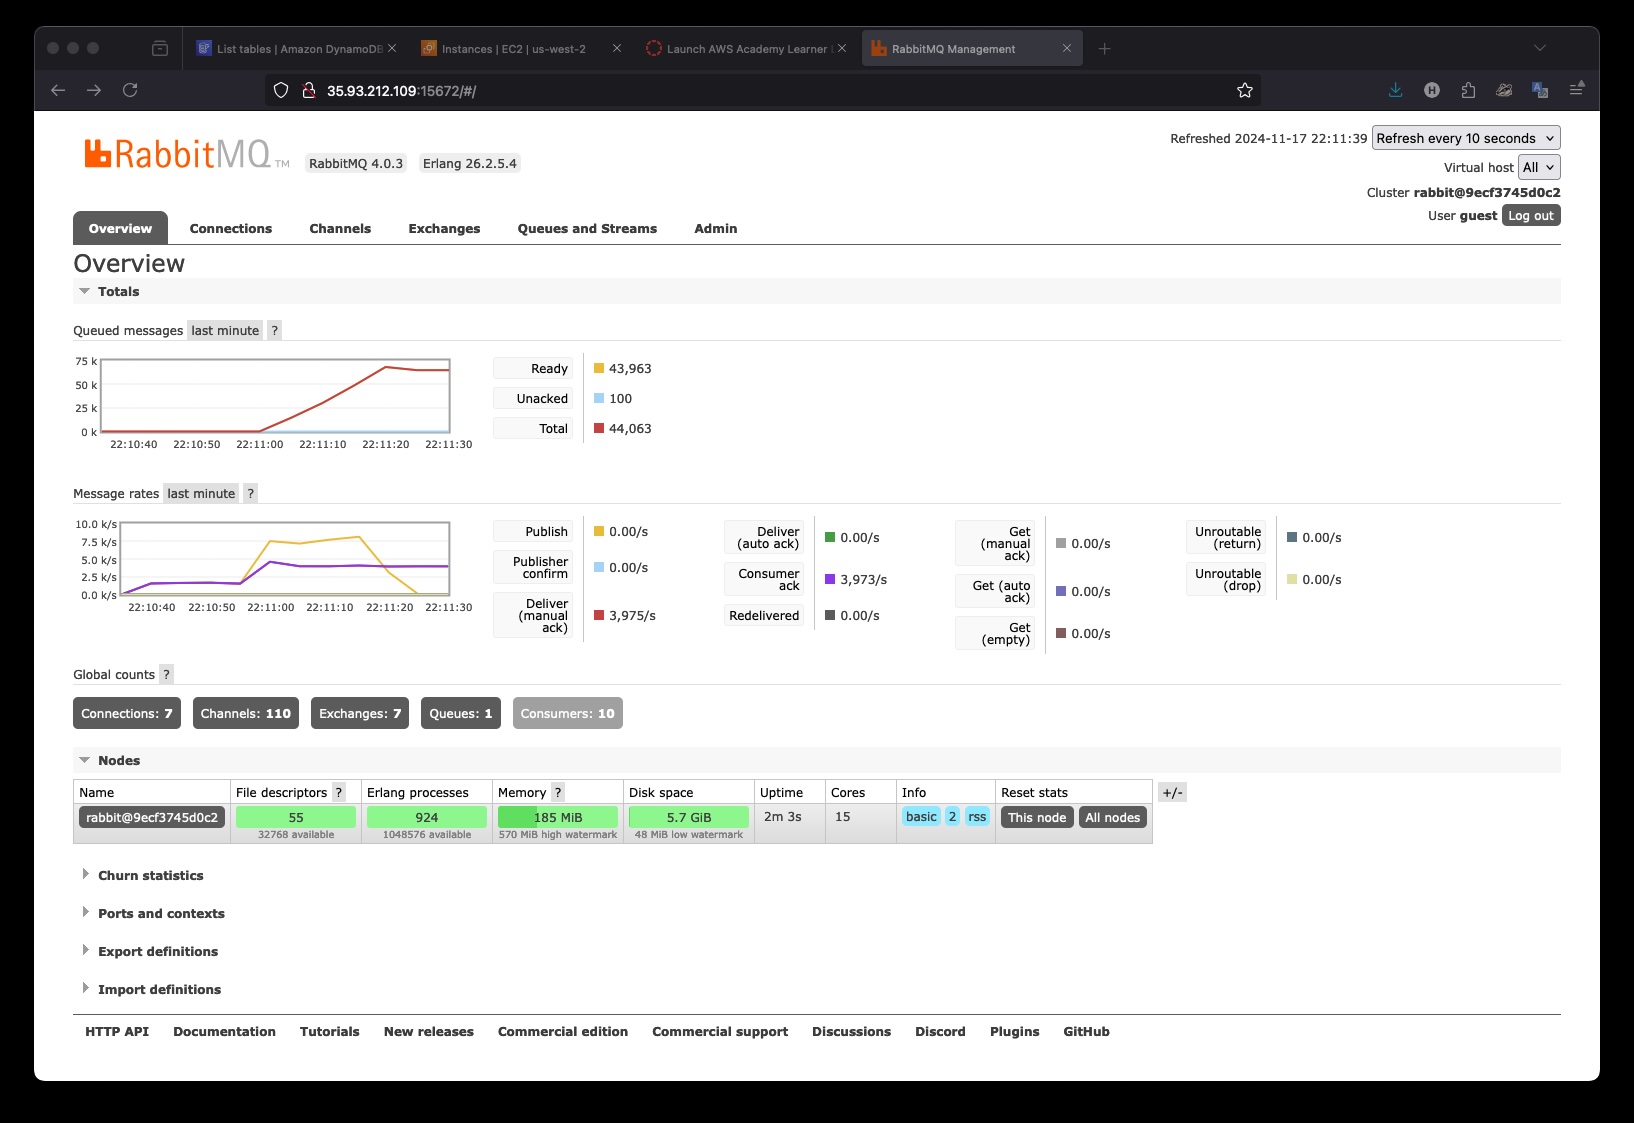 List tables | Amazon DynamoDB
Instances | EC2 | us-west-2
Launch AWS Academy Learner L
RabbitMQ Management
35.93.212.109:15672/#/
H
RabbitMQ TM
RabbitMQ 4.0.3
Erlang 26.2.5.4
Refreshed 2024-11-17 22:11:39 Refresh every 10 seconds
Virtual host All
Cluster rabbit@9ecf3745d0c2
User guest Log out
Overview Connections Channels Exchanges Queues and Streams Admin
Overview
Totals
Queued messages last minute ?
75 k
50 k
25 k
0 k
22:10:40 22:10:50 22:11:00 22:11:10 22:11:20 22:11:30
Ready 43,963
Unacked 100
Total 44,063
Message rates last minute ?
10.0 k/s
7.5 k/s
5.0 k/s
2.5 k/s
0.0 k/s
22:10:40 22:10:50 22:11:00 22:11:10 22:11:20 22:11:30
Publish 0.00/s
Publisher
confirm 0.00/s
Deliver
(manual
ack) 3,975/s
Deliver
(auto ack) 0.00/s
Consumer
ack 3,973/s
Redelivered 0.00/s
Get
(manual
ack) 0.00/s
Get (auto
ack) 0.00/s
Get
(empty) 0.00/s
Unroutable
(return) 0.00/s
Unroutable
(drop) 0.00/s
Global counts ?
Connections: 7 Channels: 110 Exchanges: 7 Queues: 1 Consumers: 10
Nodes
Name File descriptors ? Erlang processes Memory ? Disk space Uptime Cores Info Reset stats +/-
rabbit@9ecf3745d0c2 55 924 185 MiB 5.7 GiB 2m 3s 15 basic 2 rss This node All nodes
32768 available 1048576 available 570 MiB high watermark 48 MiB low watermark
Churn statistics
Ports and contexts
Export definitions
Import definitions
HTTP API Documentation Tutorials New releases Commercial edition Commercial support Discussions Discord Plugins GitHub